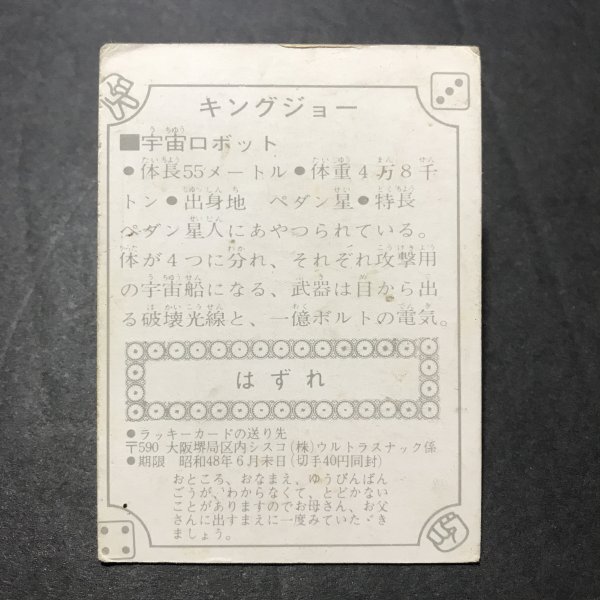 キングジョー
■宇宙ロボット
●体長55メートル●体重4万8千
トン●出身地 ペダン星●特長
ペダン星人にあやつられている。
体が4つに分れ、それぞれ攻撃用
の宇宙船になる、武器は目から出
る破壊光線と、一億ボルトの電気。
はずれ
●ラッキーカードの送り先
〒590 大阪堺局区内シスコ(株)ウルトラスナック係
●期限 昭和48年6月末日(切手40円同封)
おところ、おなまえ、ゆうびんばん
ごうが、わからなくて、とどかない
ことがありますのでお母さん、お父
さんに出すまえに一度みていたゞき
ましょう。